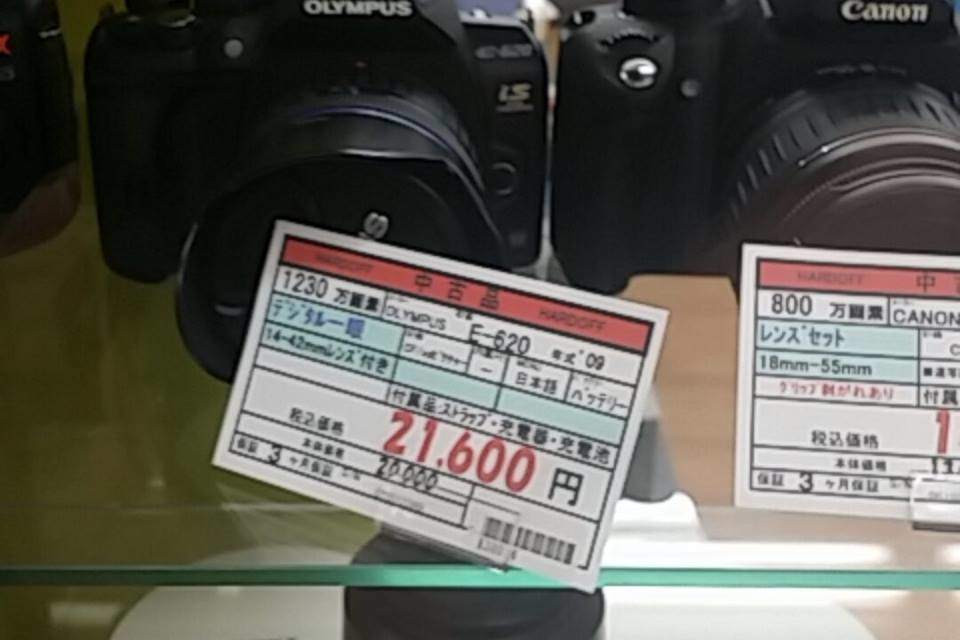 OLYMPUS
Canon
IS
HARDOFF 中古品 HARDOFF
1230 万画素 OLYMPUS E-620 年式 '09
デジタル一眼
14-42mmレンズ付き
日本語 バッテリー
付属品:ストラップ・充電器・充電池
税込価格 21,600 円
本体価格 20,000
保証 3 ヶ月保証
HARDOFF 中
800 万画素 CANON
レンズセット
18mm-55mm
グリップ剥がれあり 付属
税込価格 1
本体価格
保証 3 ヶ月保証